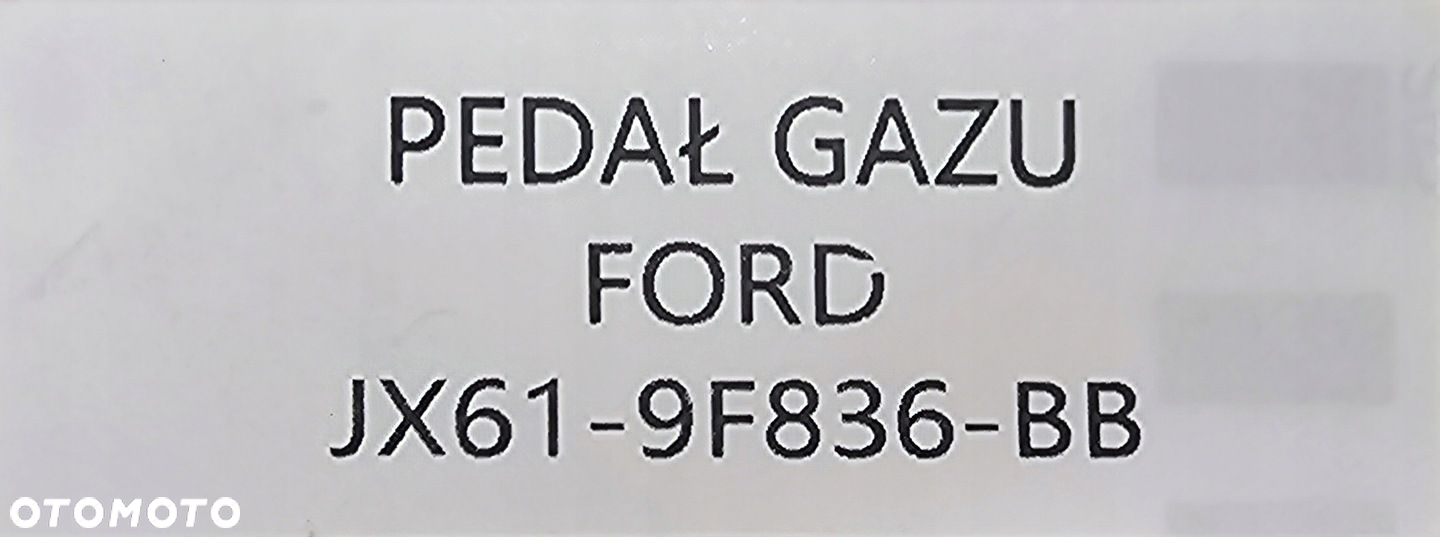 PEDAŁ GAZU
FORD
JX61-9F836-BB
OTOMOTO